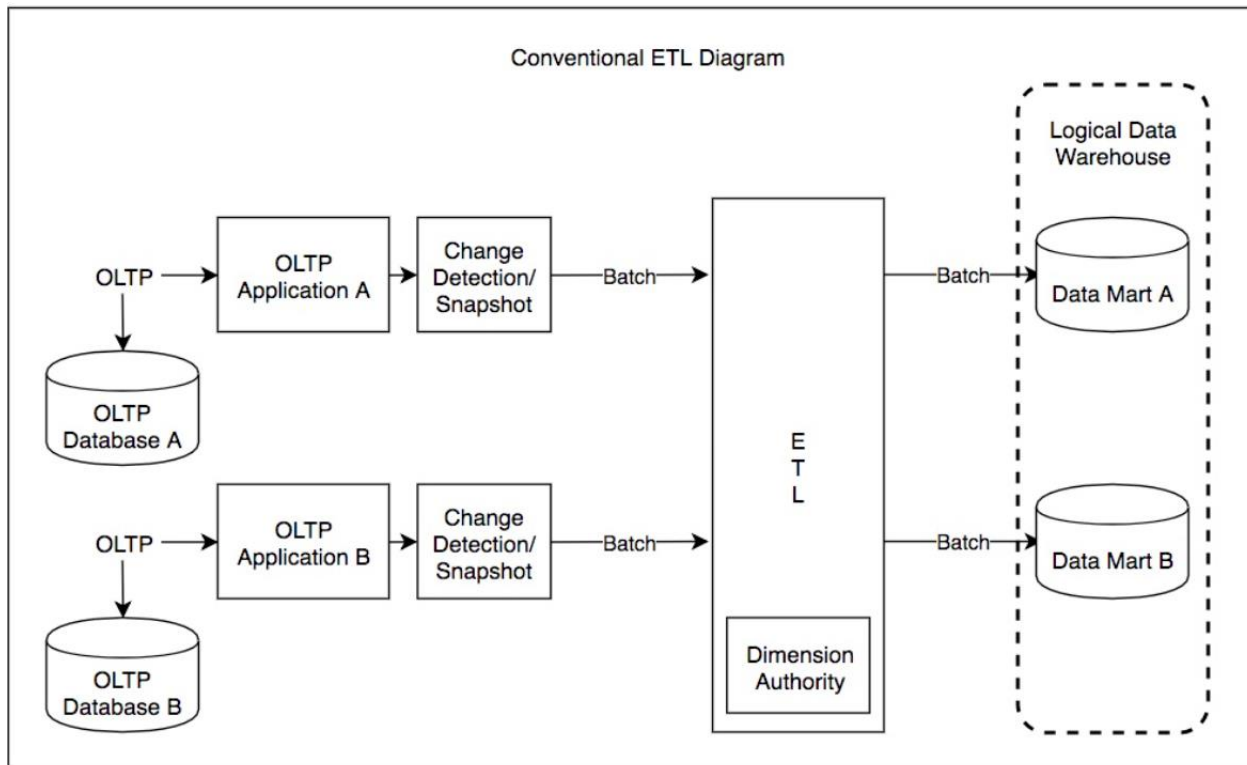 Conventional ETL Diagram
Logical Data
Warehouse
OLTP
OLTP
Application A
Change
Detection/
Snapshot
Batch
Batch
Data Mart A
OLTP
Database A
E
T
L
OLTP
OLTP
Application B
Change
Detection/
Snapshot
Batch
Batch
Data Mart B
OLTP
Database B
Dimension
Authority